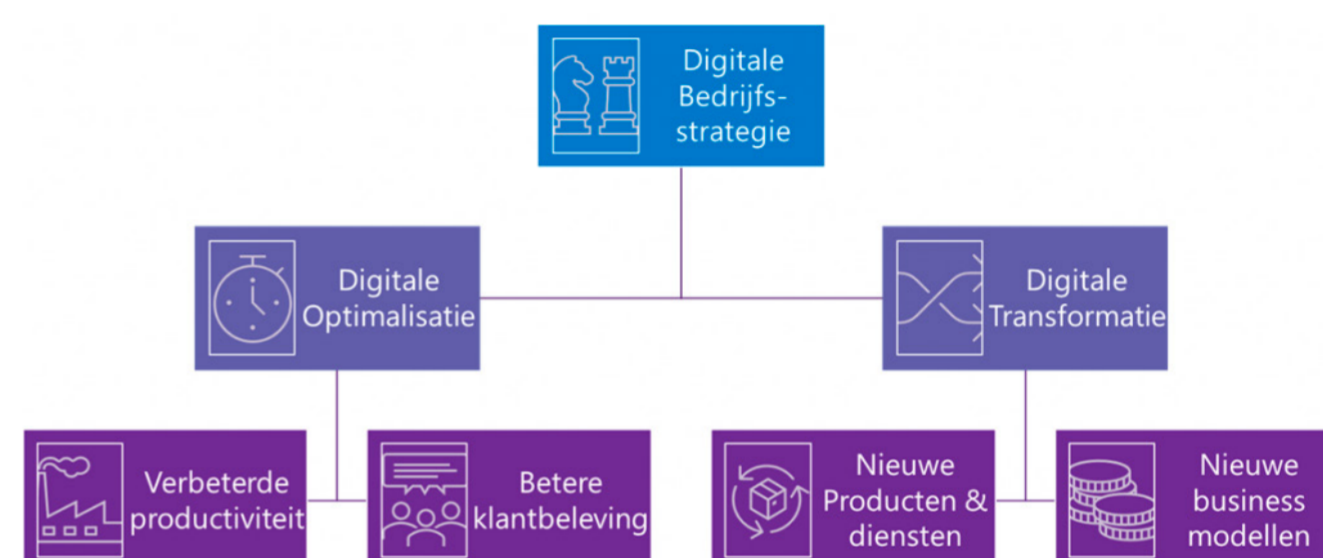 Digitale
Bedrijfs-
strategie
Digitale
Optimalisatie
Digitale
Transformatie
Verbeterde
productiviteit
Betere
klantbeleving
Nieuwe
Producten &
diensten
Nieuwe
business
modellen